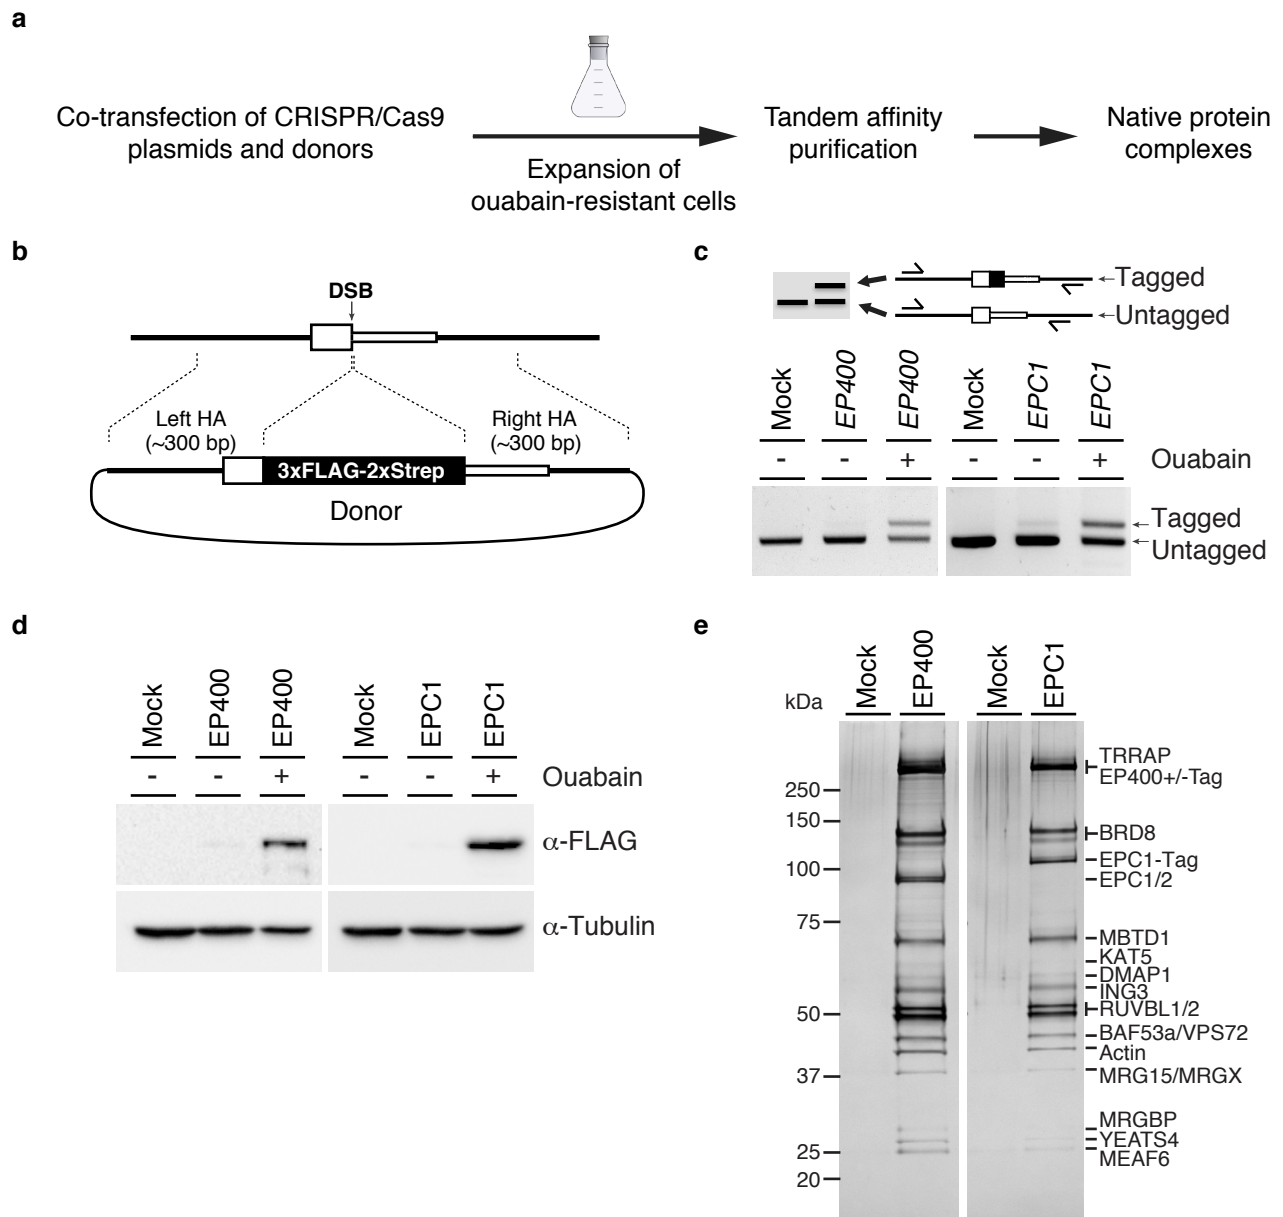 a
Co-transfection of CRISPR/Cas9
plasmids and donors
Expansion of
ouabain-resistant cells
Tandem affinity
purification
Native protein
complexes
b
DSB
Left HA
(~300 bp)
Right HA
(~300 bp)
3xFLAG-2xStrep
Donor
c
Tagged
Untagged
Mock
EP400
EP400
Mock
EPC1
EPC1
- - + - - + Ouabain
Tagged
Untagged
d
Mock
EP400
EP400
Mock
EPC1
EPC1
- - + - - + Ouabain
α-FLAG
α-Tubulin
e
Mock
EP400
Mock
EPC1
kDa
250
150
100
75
50
37
25
20
TRRAP
EP400+/-Tag
BRD8
EPC1-Tag
EPC1/2
MBTD1
KAT5
DMAP1
ING3
RUVBL1/2
BAF53a/VPS72
Actin
MRG15/MRGX
MRGBP
YEATS4
MEAF6